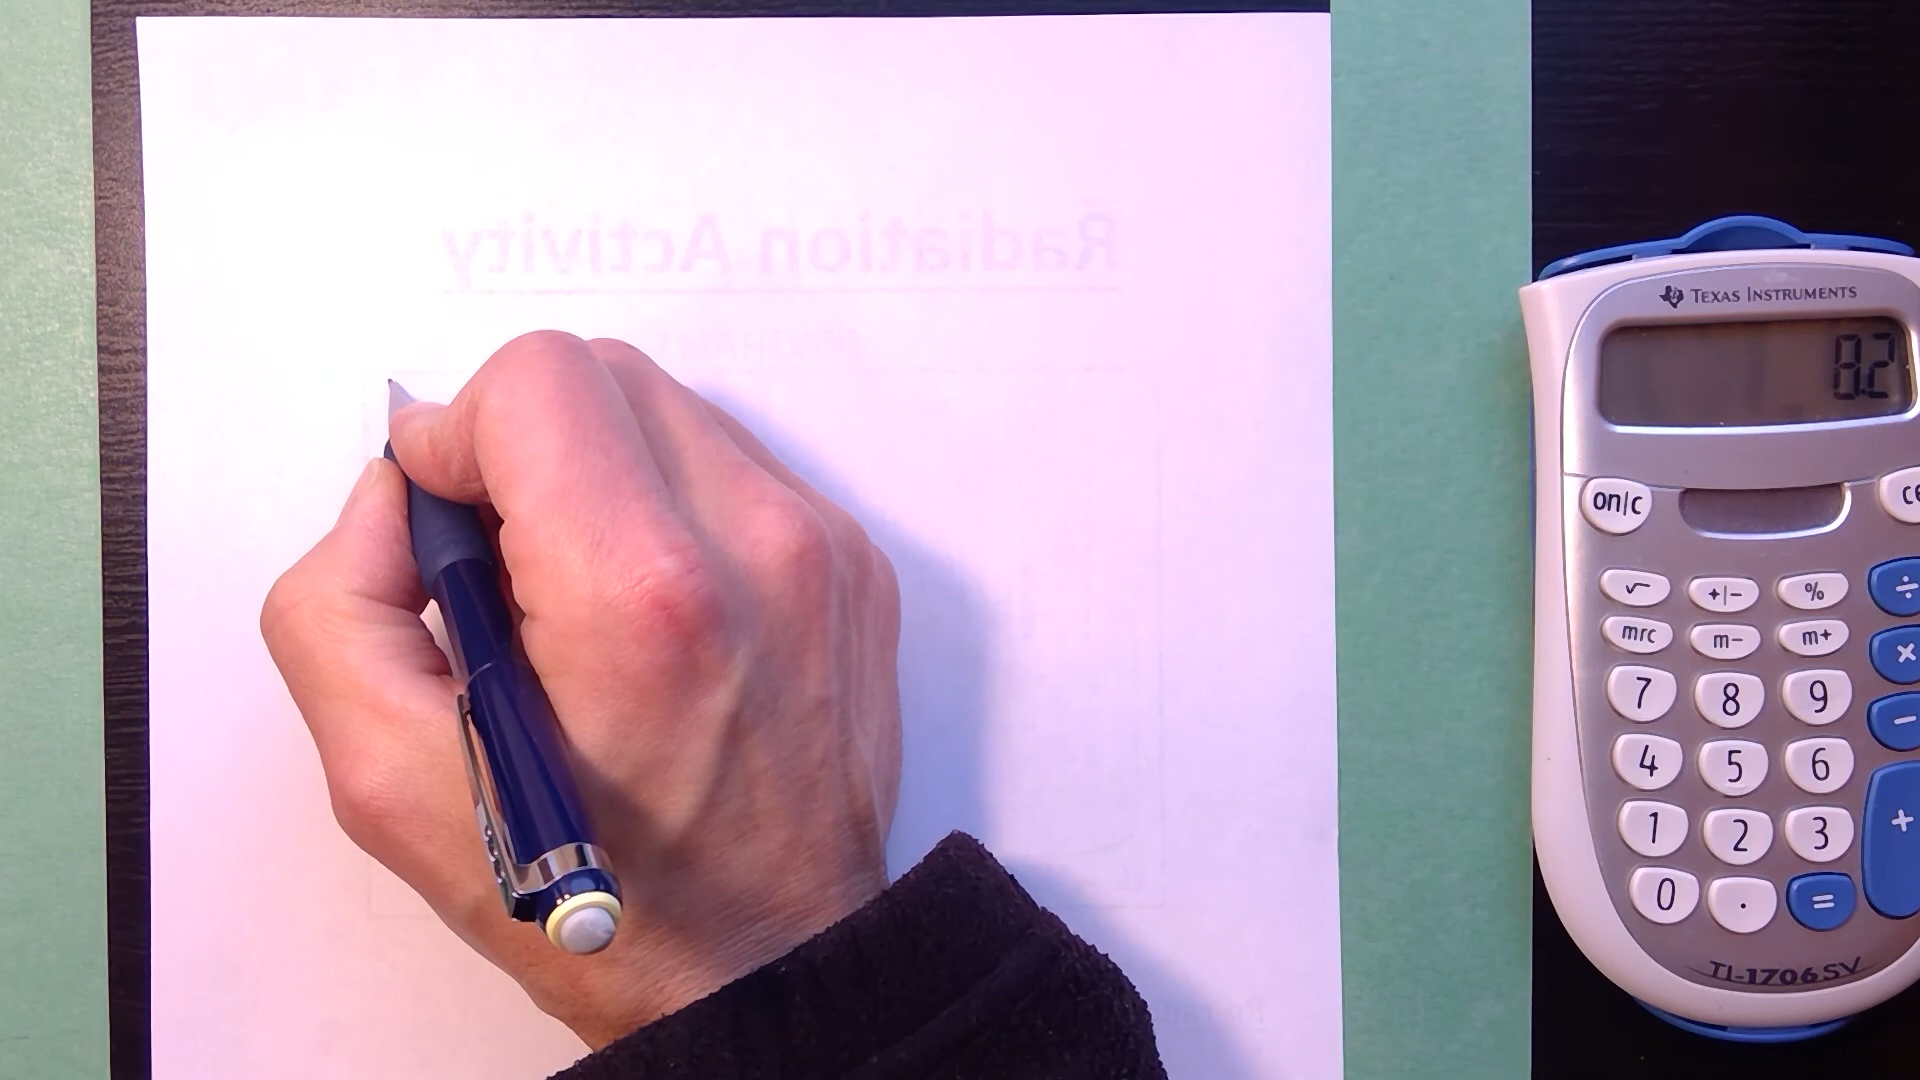 Radiation Activity
TEXAS INSTRUMENTS
8.2
on|c
√ +|− % ÷
mrc m− m+ ×
7 8 9 −
4 5 6
1 2 3 +
0 . =
TI-1706SV